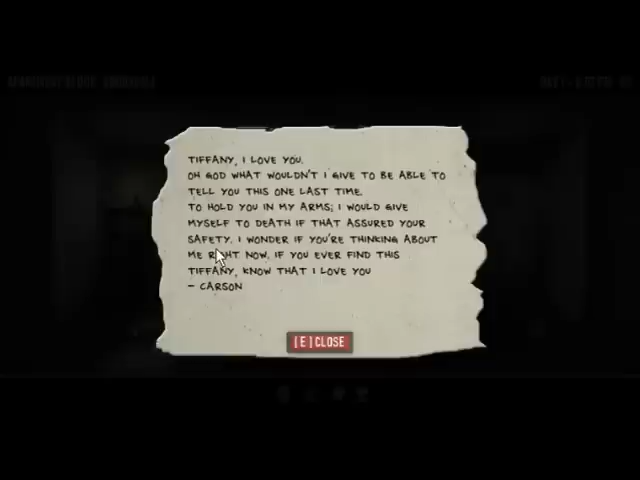 TIFFANY, I LOVE YOU.
OH GOD WHAT WOULDN'T I GIVE TO BE ABLE TO
TELL YOU THIS ONE LAST TIME.
TO HOLD YOU IN MY ARMS; I WOULD GIVE
MYSELF TO DEATH IF THAT ASSURED YOUR
SAFETY. I WONDER IF YOU'RE THINKING ABOUT
ME RIGHT NOW. IF YOU EVER FIND THIS
TIFFANY, KNOW THAT I LOVE YOU
- CARSON
[E] CLOSE